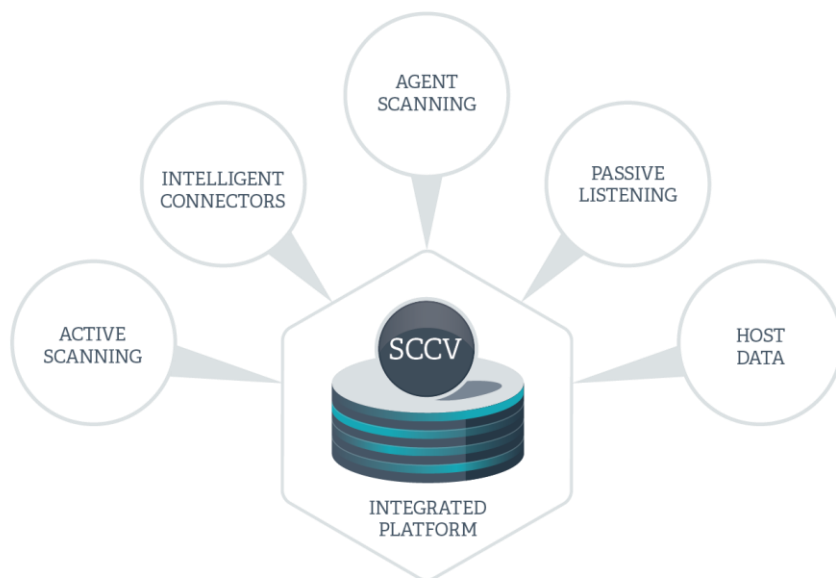 AGENT
SCANNING
INTELLIGENT
CONNECTORS
PASSIVE
LISTENING
ACTIVE
SCANNING
HOST
DATA
SCCV
INTEGRATED
PLATFORM